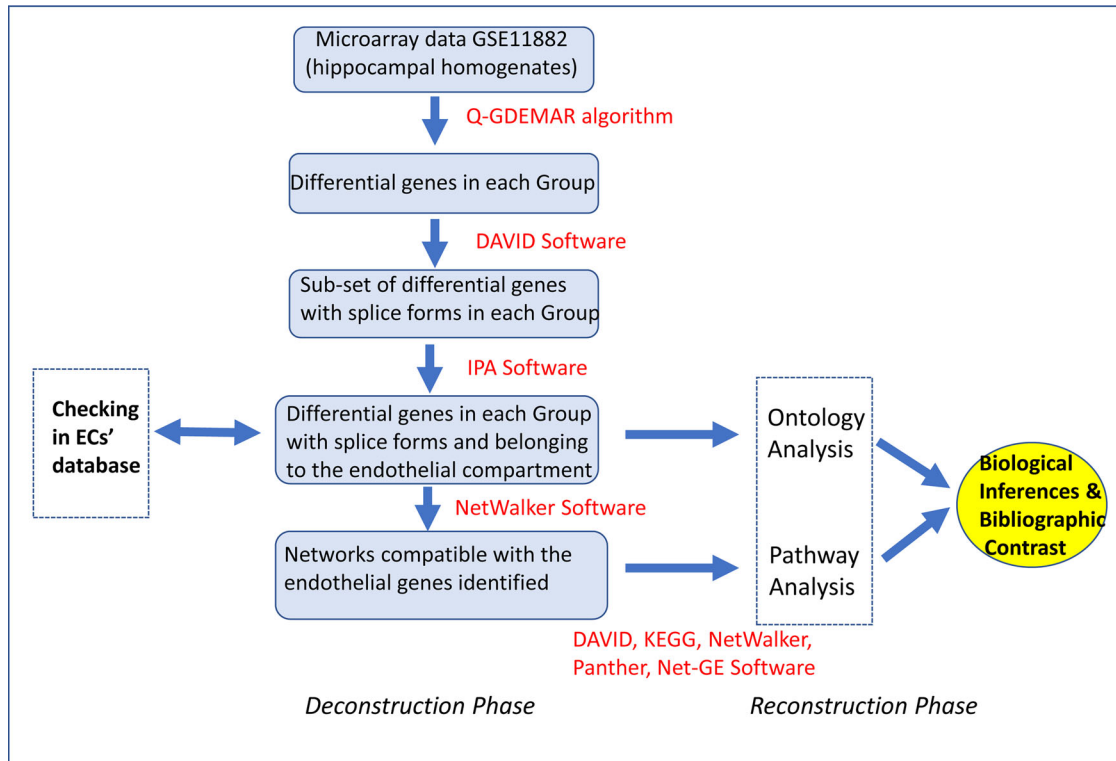 Microarray data GSE11882
(hippocampal homogenates)
Q-GDEMAR algorithm
Differential genes in each Group
DAVID Software
Sub-set of differential genes
with splice forms in each Group
IPA Software
Checking
in ECs’
database
Differential genes in each Group
with splice forms and belonging
to the endothelial compartment
Ontology
Analysis
NetWalker Software
Networks compatible with the
endothelial genes identified
Pathway
Analysis
Biological
Inferences &
Bibliographic
Contrast
DAVID, KEGG, NetWalker,
Panther, Net-GE Software
Deconstruction Phase
Reconstruction Phase